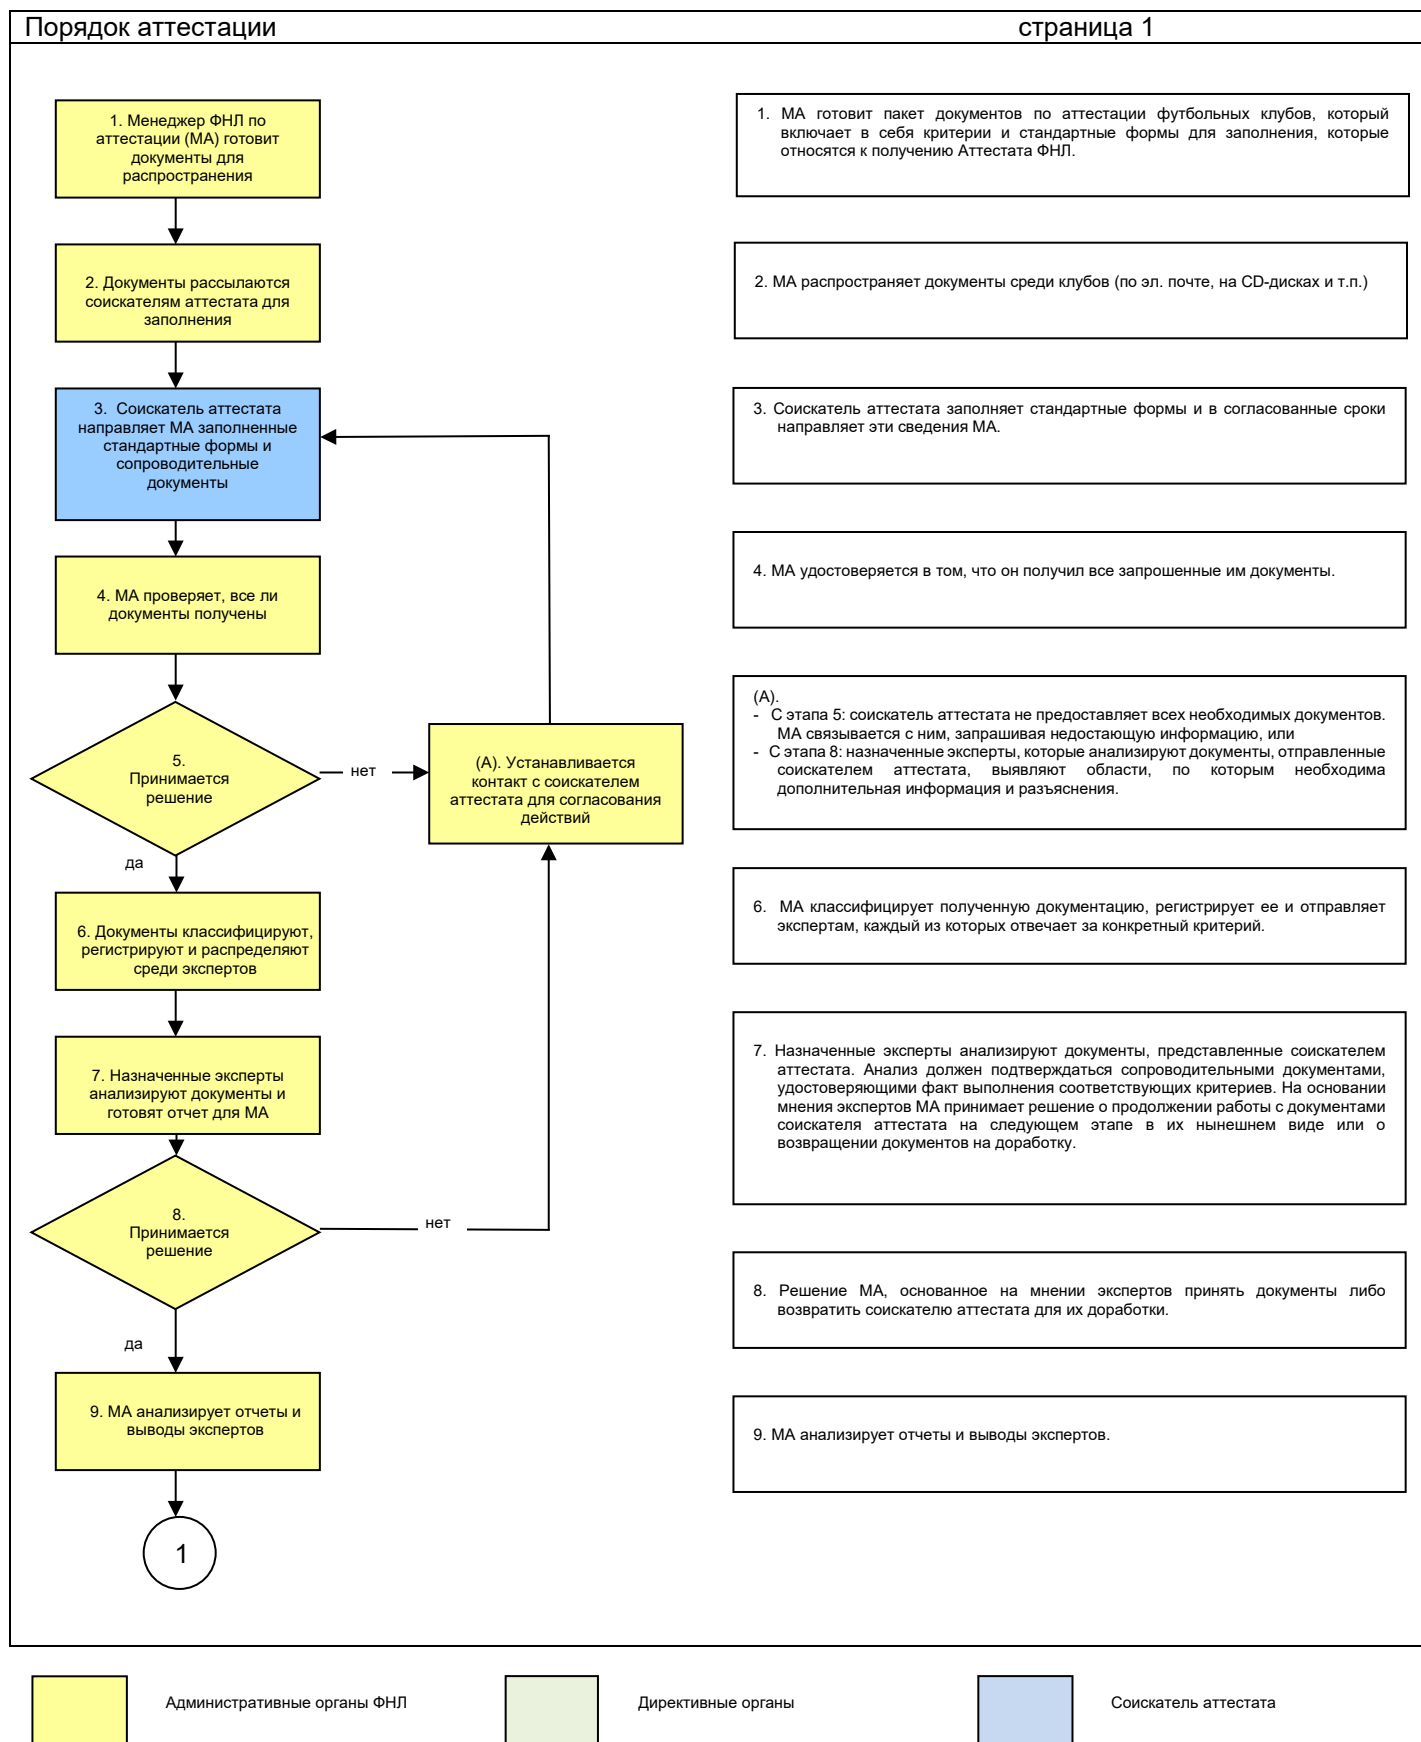 Порядок аттестации страница 1
1. Менеджер ФНЛ по
аттестации (МА) готовит
документы для
распространения
1. МА готовит пакет документов по аттестации футбольных клубов, который
включает в себя критерии и стандартные формы для заполнения, которые
относятся к получению Аттестата ФНЛ.
2. Документы рассылаются
соискателям аттестата для
заполнения
2. МА распространяет документы среди клубов (по эл. почте, на CD-дисках и т.п.)
3. Соискатель аттестата
направляет МА заполненные
стандартные формы и
сопроводительные
документы
3. Соискатель аттестата заполняет стандартные формы и в согласованные сроки
направляет эти сведения МА.
4. МА проверяет, все ли
документы получены
4. МА удостоверяется в том, что он получил все запрошенные им документы.
5.
Принимается
решение
нет
(А). Устанавливается
контакт с соискателем
аттестата для согласования
действий
(А).
- С этапа 5: соискатель аттестата не предоставляет всех необходимых документов.
МА связывается с ним, запрашивая недостающую информацию, или
- С этапа 8: назначенные эксперты, которые анализируют документы, отправленные
соискателем аттестата, выявляют области, по которым необходима
дополнительная информация и разъяснения.
да
6. Документы классифицируют,
регистрируют и распределяют
среди экспертов
6. МА классифицирует полученную документацию, регистрирует ее и отправляет
экспертам, каждый из которых отвечает за конкретный критерий.
7. Назначенные эксперты
анализируют документы и
готовят отчет для МА
7. Назначенные эксперты анализируют документы, представленные соискателем
аттестата. Анализ должен подтверждаться сопроводительными документами,
удостоверяющими факт выполнения соответствующих критериев. На основании
мнения экспертов МА принимает решение о продолжении работы с документами
соискателя аттестата на следующем этапе в их нынешнем виде или о
возвращении документов на доработку.
8.
Принимается
решение
нет
8. Решение МА, основанное на мнении экспертов принять документы либо
возвратить соискателю аттестата для их доработки.
да
9. МА анализирует отчеты и
выводы экспертов
9. МА анализирует отчеты и выводы экспертов.
1
Административные органы ФНЛ
Директивные органы
Соискатель аттестата